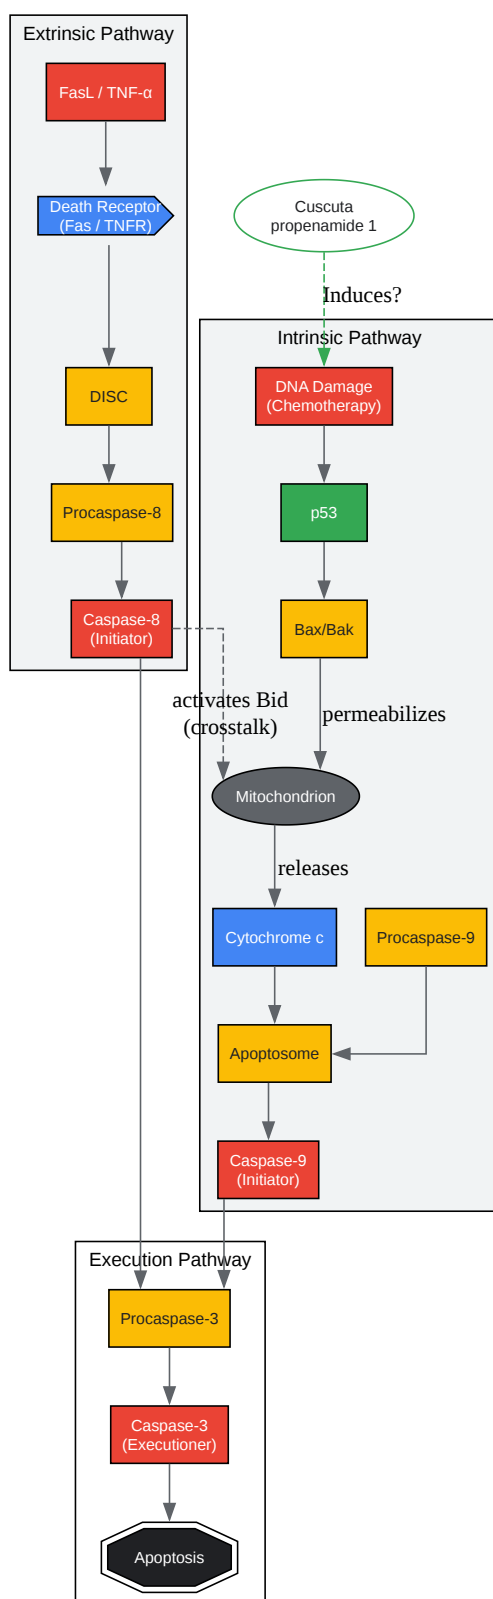 Extrinsic Pathway
FasL / TNF-α
Death Receptor
(Fas / TNFR)
DISC
Procaspase-8
Caspase-8
(Initiator)
Cuscuta
propenamide 1
Induces?
Intrinsic Pathway
DNA Damage
(Chemotherapy)
p53
Bax/Bak
activates Bid
(crosstalk)
permeabilizes
Mitochondrion
releases
Cytochrome c
Procaspase-9
Apoptosome
Caspase-9
(Initiator)
Execution Pathway
Procaspase-3
Caspase-3
(Executioner)
Apoptosis